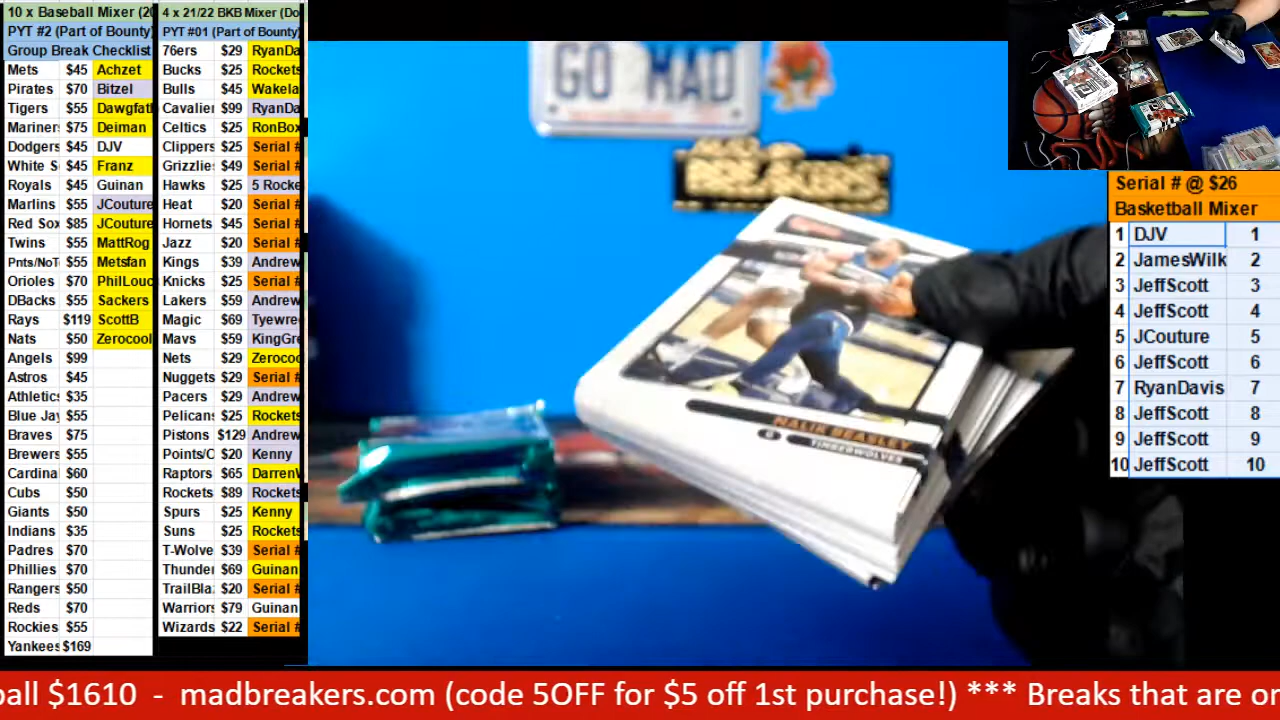 10 x Baseball Mixer (20
PYT #2 (Part of Bounty)
Group Break Checklist
Mets $45 Achzet
Pirates $70 Bitzel
Tigers $55 Dawgfath
Mariners $75 Deiman
Dodgers $45 DJV
White S $45 Franz
Royals $45 Guinan
Marlins $55 JCouture
Red Sox $85 JCouture
Twins $55 MattRog
Pnts/NoT $55 Metsfan
Orioles $70 PhilLouc
DBacks $55 Sackers
Rays $119 ScottB
Nats $50 Zerocool
Angels $99
Astros $45
Athletics $35
Blue Jay $55
Braves $75
Brewers $55
Cardina $60
Cubs $50
Giants $50
Indians $35
Padres $70
Phillies $70
Rangers $50
Reds $70
Rockies $55
Yankees $169
4 x 21/22 BKB Mixer (Do
PYT #01 (Part of Bounty)
76ers $29 RyanDa
Bucks $25 Rockets
Bulls $45 Wakela
Cavalier $99 RyanDa
Celtics $25 RonBox
Clippers $25 Serial #
Grizzlie $49 Serial #
Hawks $25 5 Rocke
Heat $20 Serial #
Hornets $45 Serial #
Jazz $20 Serial #
Kings $39 Andrew
Knicks $25 Serial #
Lakers $59 Andrew
Magic $69 Tyewre
Mavs $59 KingGre
Nets $29 Zerocoo
Nuggets $29 Serial #
Pacers $29 Andrew
Pelicans $25 Rockets
Pistons $129 Andrew
Points/C $20 Kenny
Raptors $65 DarrenV
Rockets $89 Rockets
Spurs $25 Kenny
Suns $25 Rockets
T-Wolve $39 Serial #
Thunde $69 Guinan
TrailBla $20 Serial #
Warriors $79 Guinan
Wizards $22 Serial #
GO MAD
BREAKERS
MALIK BEASLEY
G TIMBERWOLVES
Serial # @ $26
Basketball Mixer
1 DJV 1
2 JamesWilk 2
3 JeffScott 3
4 JeffScott 4
5 JCouture 5
6 JeffScott 6
7 RyanDavis 7
8 JeffScott 8
9 JeffScott 9
10 JeffScott 10
ball $1610 - madbreakers.com (code 5OFF for $5 off 1st purchase!) *** Breaks that are or